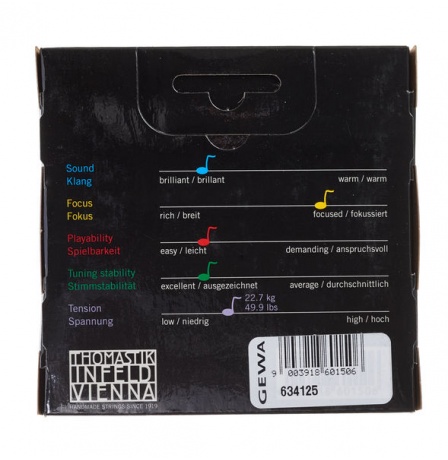 Sound
Klang
brilliant / brillant
warm / warm
Focus
Fokus
rich / breit
focused / fokussiert
Playability
Spielbarkeit
easy / leicht
demanding / anspruchsvoll
Tuning stability
Stimmstabilität
excellent / ausgezeichnet
average / durchschnittlich
Tension
Spannung
22.7 kg
49.9 lbs
low / niedrig
high / hoch
THOMASTIK
INFELD
VIENNA
HANDMADE STRINGS SINCE 1919
GEWA
9 003918 601506
634125